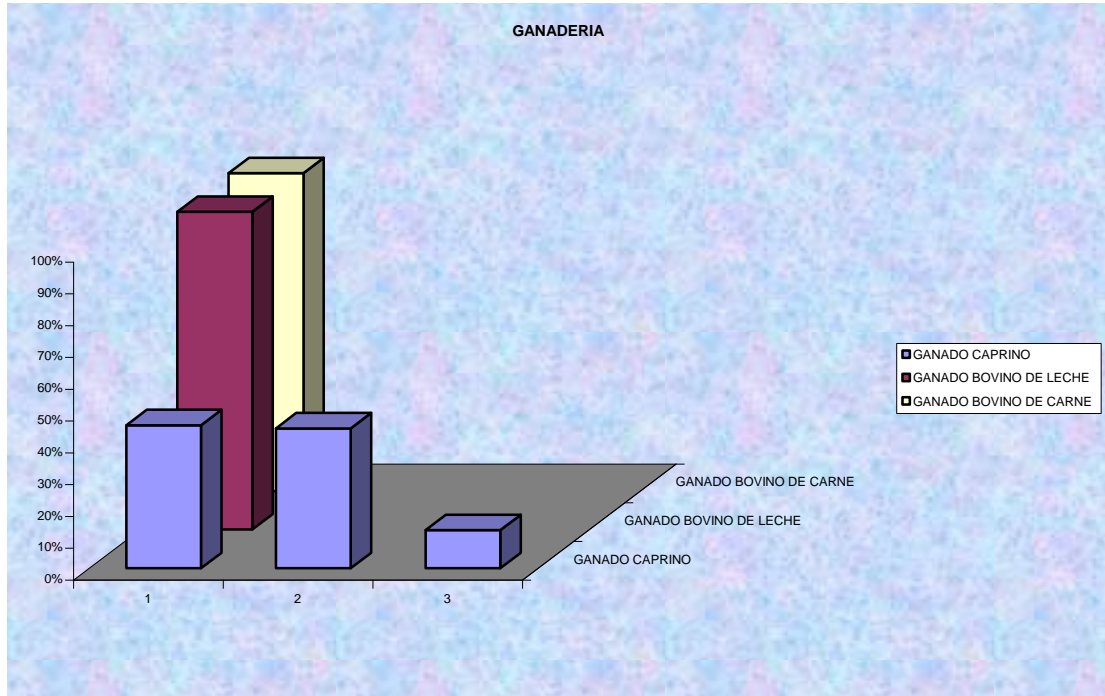 GANADERIA
100%
90%
80%
70%
60%
50%
40%
30%
20%
10%
0%
1 2 3
GANADO BOVINO DE CARNE
GANADO BOVINO DE LECHE
GANADO CAPRINO
GANADO CAPRINO
GANADO BOVINO DE LECHE
GANADO BOVINO DE CARNE